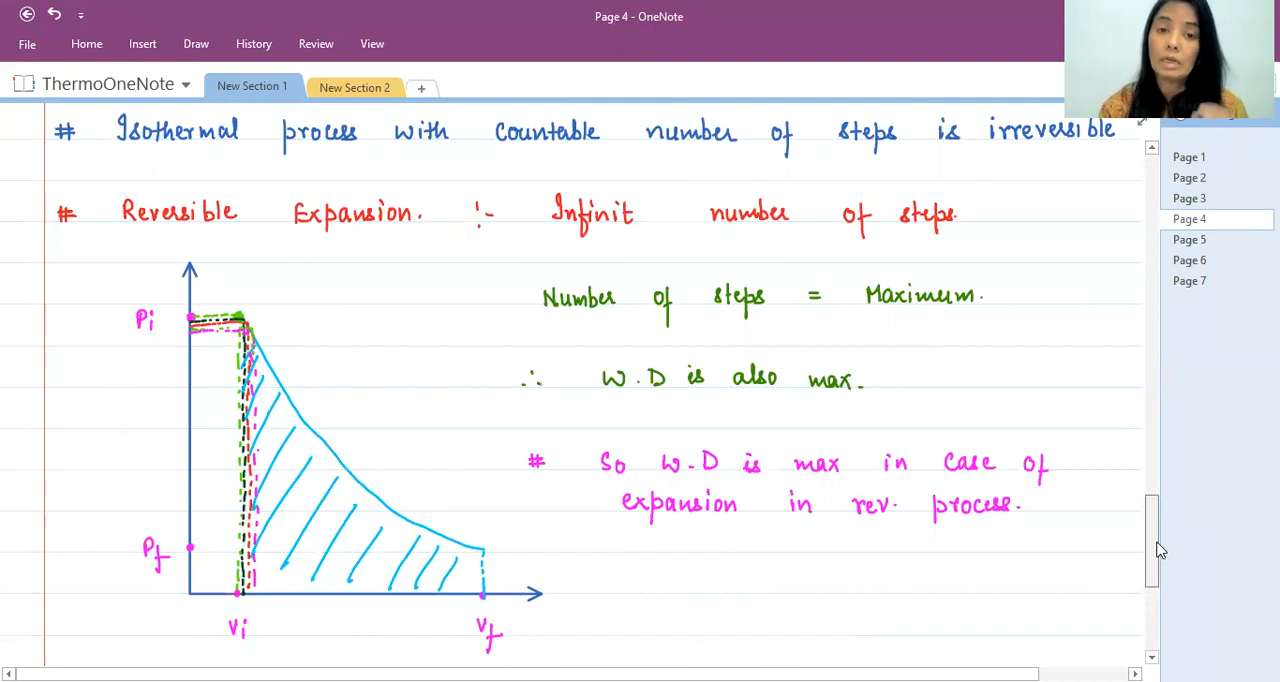 Page 4 - OneNote
File Home Insert Draw History Review View
ThermoOneNote New Section 1 New Section 2 +
# Isothermal process with countable number of steps is irreversible
# Reversible Expansion :- Infinit number of steps.
Number of steps = Maximum.
∴ W.D is also max.
# So W.D is max in case of
expansion in rev. process.
Pi
Pf
Vi
Vf
Page 1
Page 2
Page 3
Page 4
Page 5
Page 6
Page 7